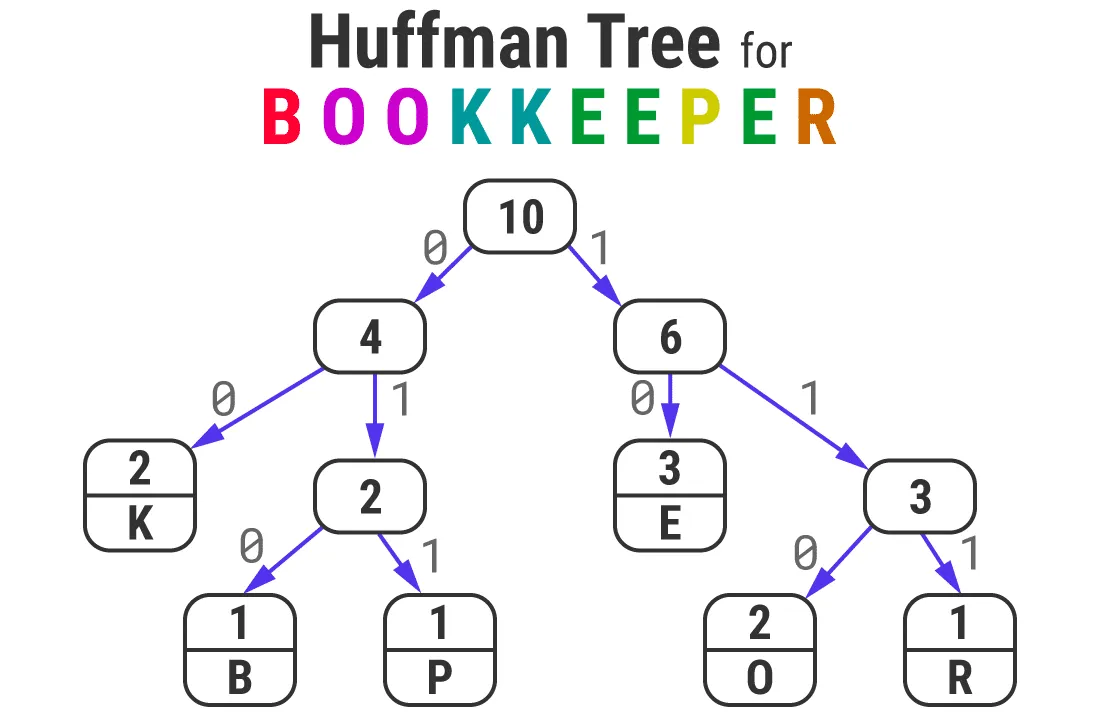 Huffman Tree for
B O O K K E E P E R
10
0 1
4 6
0 1 0 1
2 K
2
3 E
3
0 1 0 1
1 B
1 P
2 O
1 R